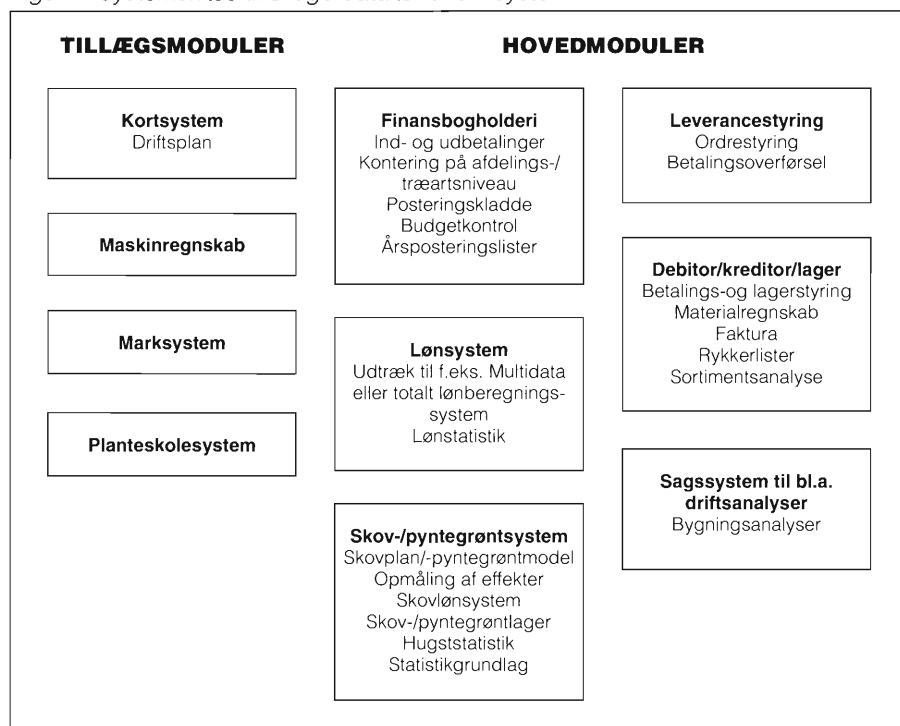 TILLÆGSMODULER
Kortsystem
Driftsplan
Maskinregnskab
Marksystem
Planteskolesystem
HOVEDMODULER
Finansbogholderi
Ind- og udbetalinger
Kontering på afdelings-/
træartsniveau
Posteringskladde
Budgetkontrol
Årsposteringslister
Lønsystem
Udtræk til f.eks. Multidata
eller totalt lønberegnings-
system
Lønstatistik
Skov-/pyntegrøntsystem
Skovplan/-pyntegrøntmodel
Opmåling af effekter
Skovlønsystem
Skov-/pyntegrøntlager
Hugststatistik
Statistikgrundlag
Leverancestyring
Ordrestyring
Betalingsoverførsel
Debitor/kreditor/lager
Betalings-og lagerstyring
Materialregnskab
Faktura
Rykkerlister
Sortimentsanalyse
Sagssystem til bl.a.
driftsanalyser
Bygningsanalyser